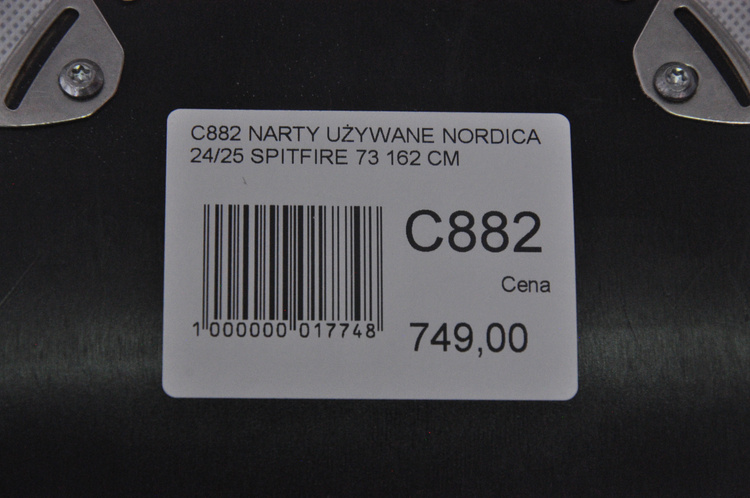 C882 NARTY UŻYWANE NORDICA
24/25 SPITFIRE 73 162 CM
C882
Cena
1 000000 017748
749,00